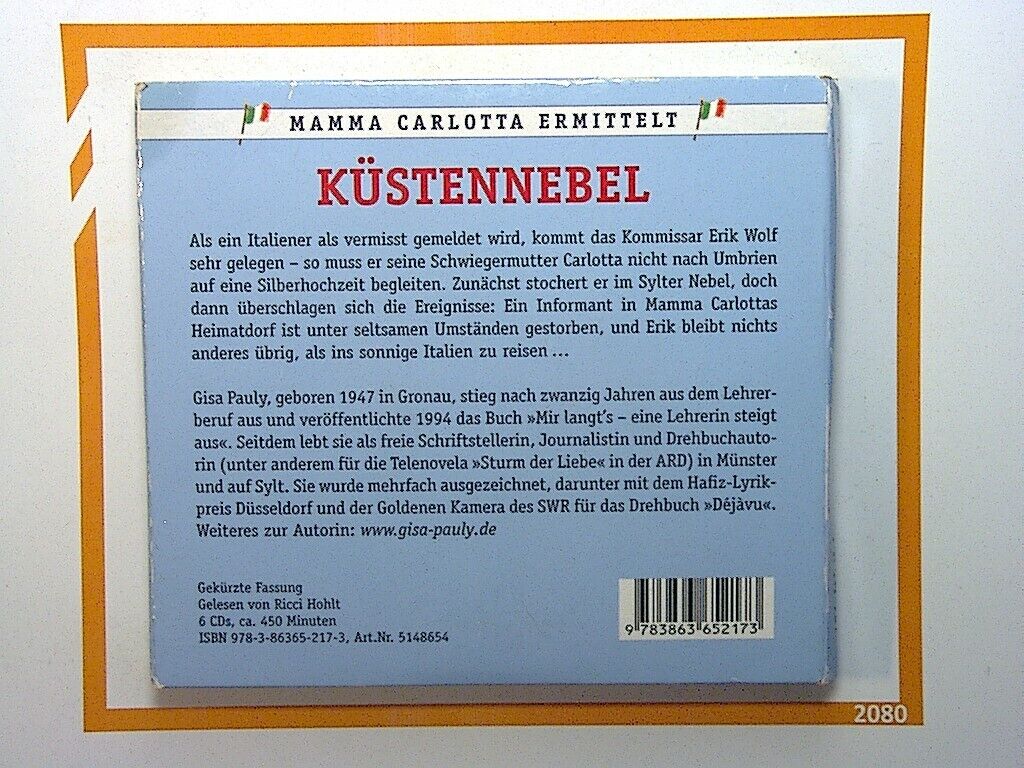 MAMMA CARLOTTA ERMITTELT
KÜSTENNEBEL
Als ein Italiener als vermisst gemeldet wird, kommt das Kommissar Erik Wolf
sehr gelegen – so muss er seine Schwiegermutter Carlotta nicht nach Umbrien
auf eine Silberhochzeit begleiten. Zunächst stochert er im Sylter Nebel, doch
dann überschlagen sich die Ereignisse: Ein Informant in Mamma Carlottas
Heimatdorf ist unter seltsamen Umständen gestorben, und Erik bleibt nichts
anderes übrig, als ins sonnige Italien zu reisen ...
Gisa Pauly, geboren 1947 in Gronau, stieg nach zwanzig Jahren aus dem Lehrer-
beruf aus und veröffentlichte 1994 das Buch »Mir langt's – eine Lehrerin steigt
aus«. Seitdem lebt sie als freie Schriftstellerin, Journalistin und Drehbuchauto-
rin (unter anderem für die Telenovela »Sturm der Liebe« in der ARD) in Münster
und auf Sylt. Sie wurde mehrfach ausgezeichnet, darunter mit dem Hafiz-Lyrik-
preis Düsseldorf und der Goldenen Kamera des SWR für das Drehbuch »Déjàvu«.
Weiteres zur Autorin: www.gisa-pauly.de
Gekürzte Fassung
Gelesen von Ricci Hohlt
6 CDs, ca. 450 Minuten
ISBN 978-3-86365-217-3, Art.Nr. 5148654
9 783863 652173
2080